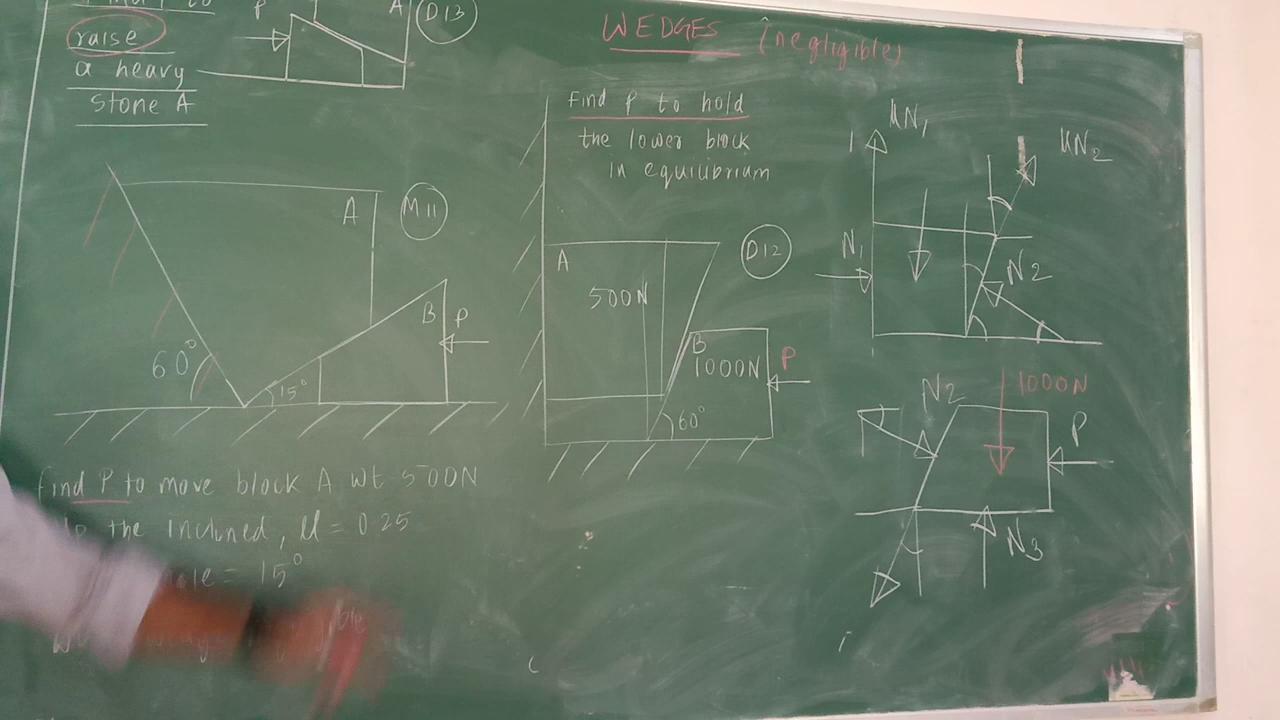 P
A
D13
raise
a heavy
stone A
WEDGES (negligible)
Find P to hold
the lower block
in equilibrium
A
M11
B
P
60°
15°
find P to move block A wt 500N
the inclined, μ = 0.25
= 15°
A
D12
500N
B
1000N
P
60°
μN1
μN2
N1
N2
N2
1000N
P
N3